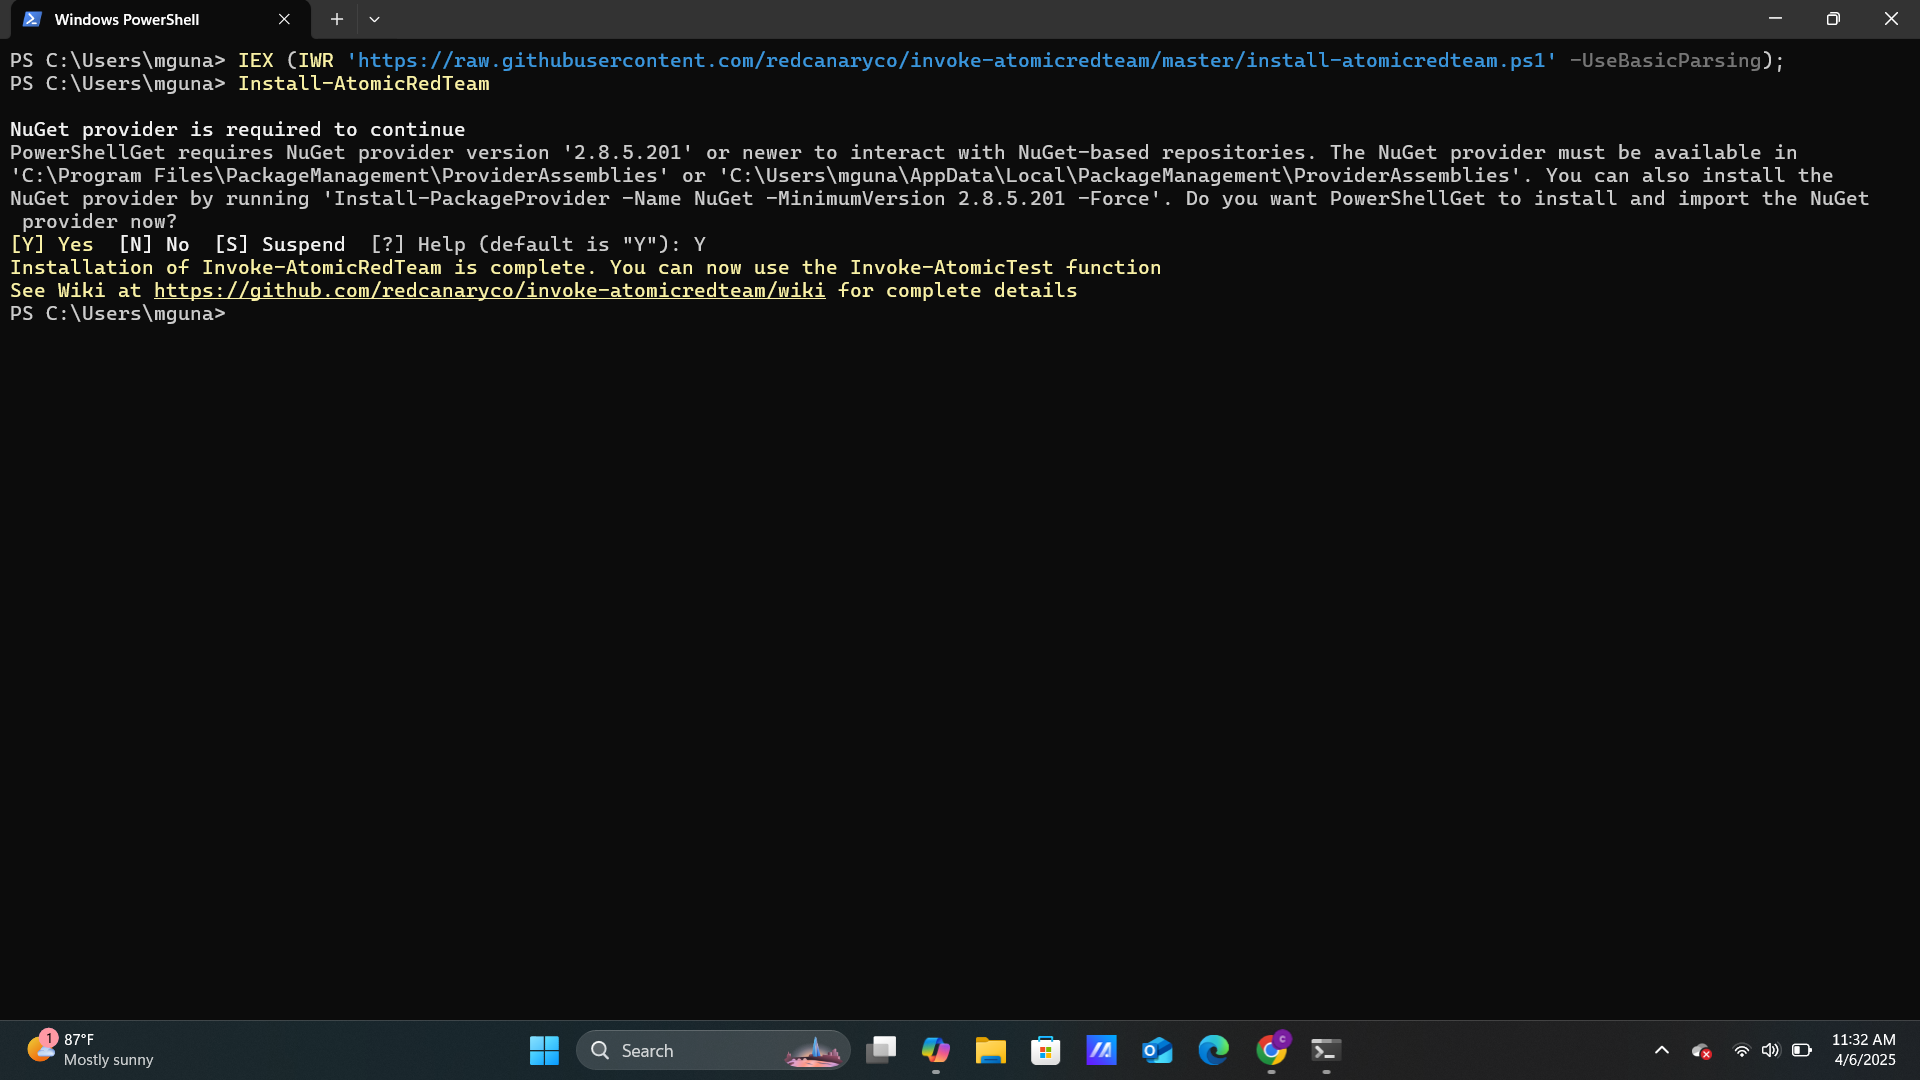 Windows PowerShell
PS C:\Users\mguna> IEX (IWR 'https://raw.githubusercontent.com/redcanaryco/invoke-atomicredteam/master/install-atomicredteam.ps1' -UseBasicParsing);
PS C:\Users\mguna> Install-AtomicRedTeam
NuGet provider is required to continue
PowerShellGet requires NuGet provider version '2.8.5.201' or newer to interact with NuGet-based repositories. The NuGet provider must be available in
'C:\Program Files\PackageManagement\ProviderAssemblies' or 'C:\Users\mguna\AppData\Local\PackageManagement\ProviderAssemblies'. You can also install the
NuGet provider by running 'Install-PackageProvider -Name NuGet -MinimumVersion 2.8.5.201 -Force'. Do you want PowerShellGet to install and import the NuGet
provider now?
[Y] Yes  [N] No  [S] Suspend  [?] Help (default is "Y"): Y
Installation of Invoke-AtomicRedTeam is complete. You can now use the Invoke-AtomicTest function
See Wiki at https://github.com/redcanaryco/invoke-atomicredteam/wiki for complete details
PS C:\Users\mguna>
1
87°F
Mostly sunny
Search
O
C
11:32 AM
4/6/2025